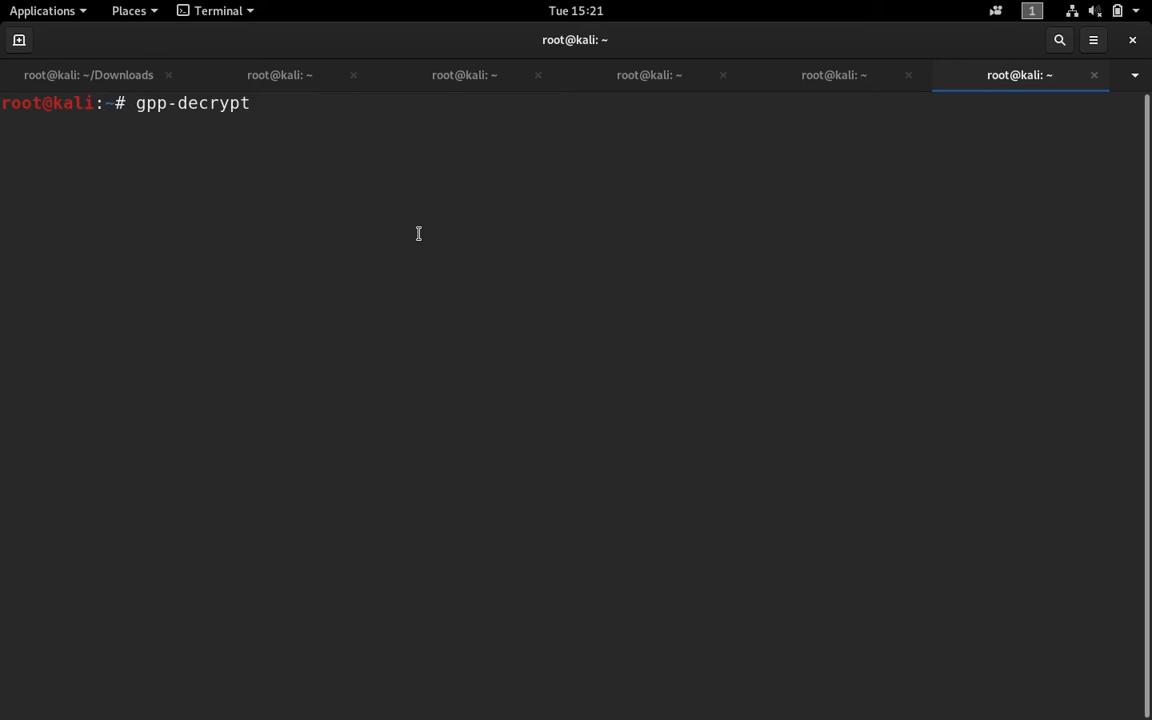 Applications Places Terminal Tue 15:21 1
root@kali: ~
root@kali: ~/Downloads root@kali: ~ root@kali: ~ root@kali: ~ root@kali: ~ root@kali: ~
root@kali:~# gpp-decrypt